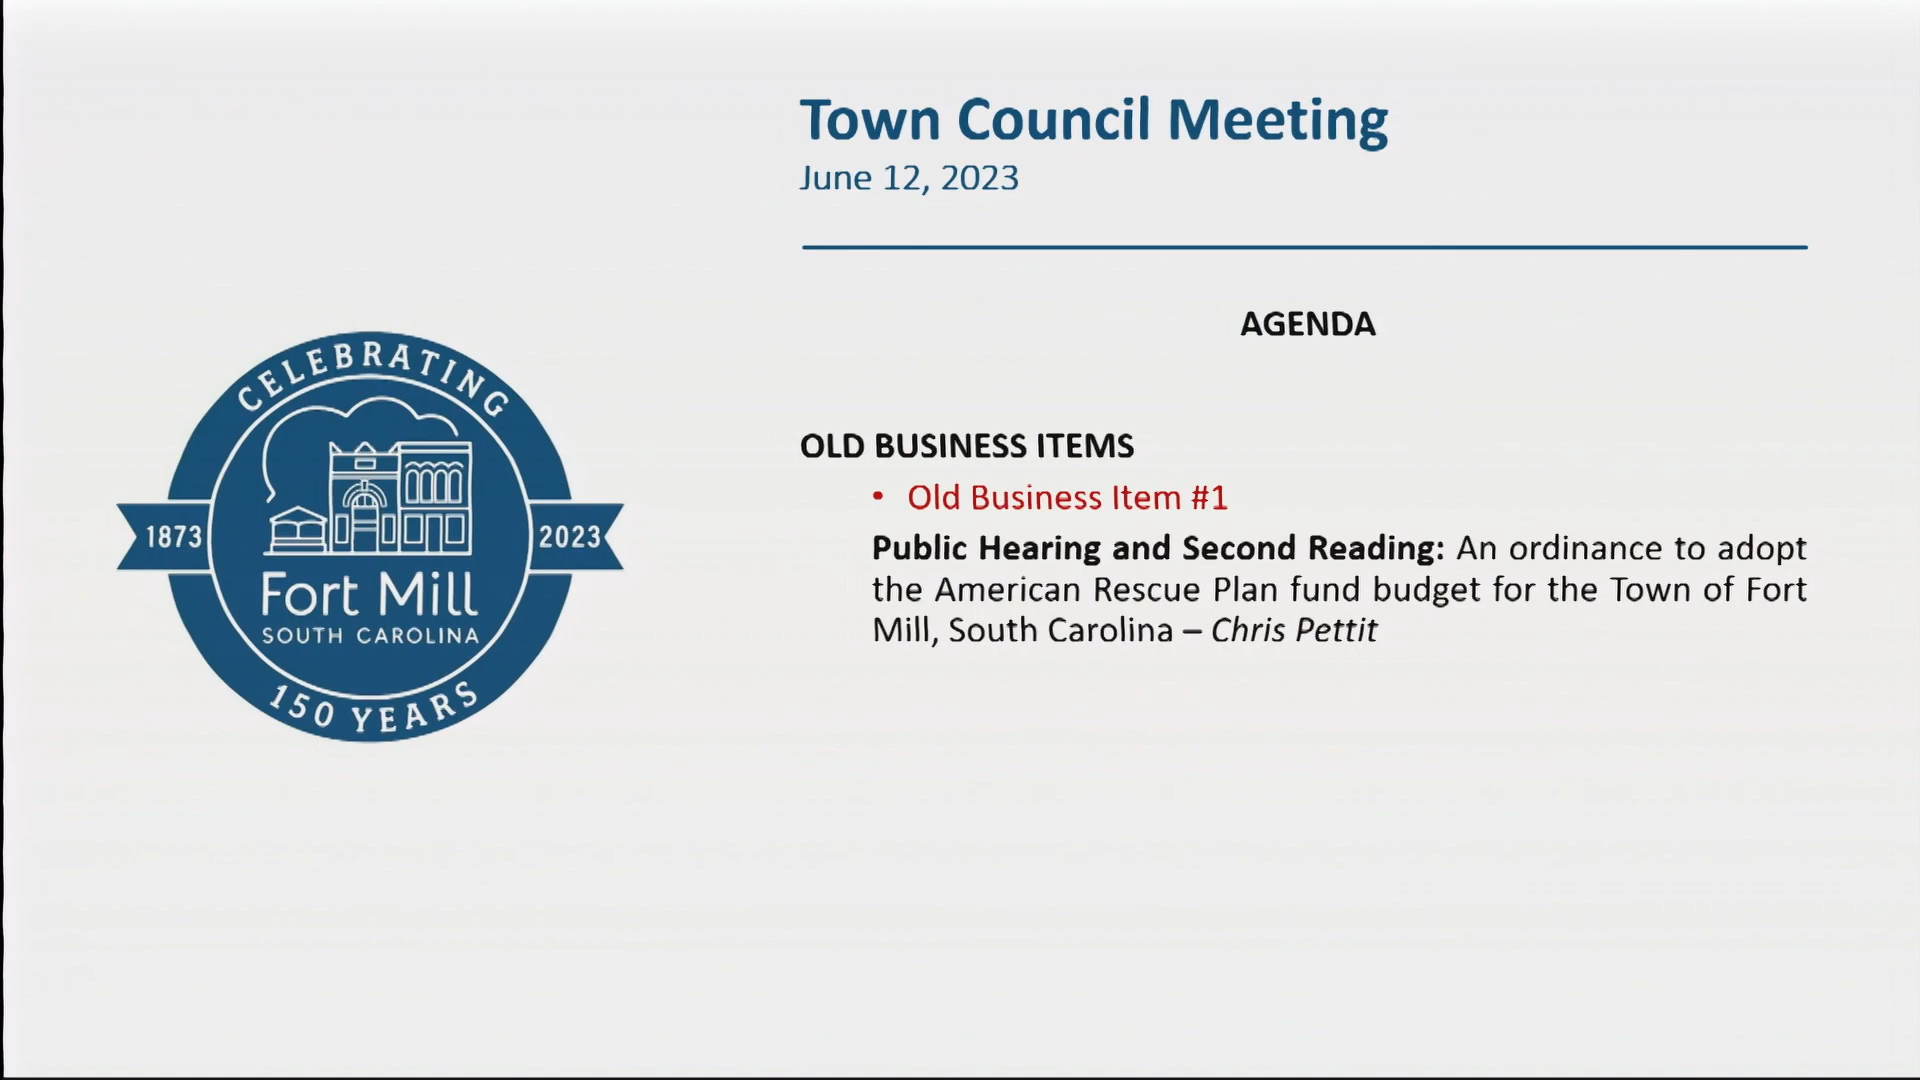 Town Council Meeting
June 12, 2023
AGENDA
CELEBRATING
1873
2023
Fort Mill
SOUTH CAROLINA
150 YEARS
OLD BUSINESS ITEMS
• Old Business Item #1
Public Hearing and Second Reading: An ordinance to adopt
the American Rescue Plan fund budget for the Town of Fort
Mill, South Carolina – Chris Pettit